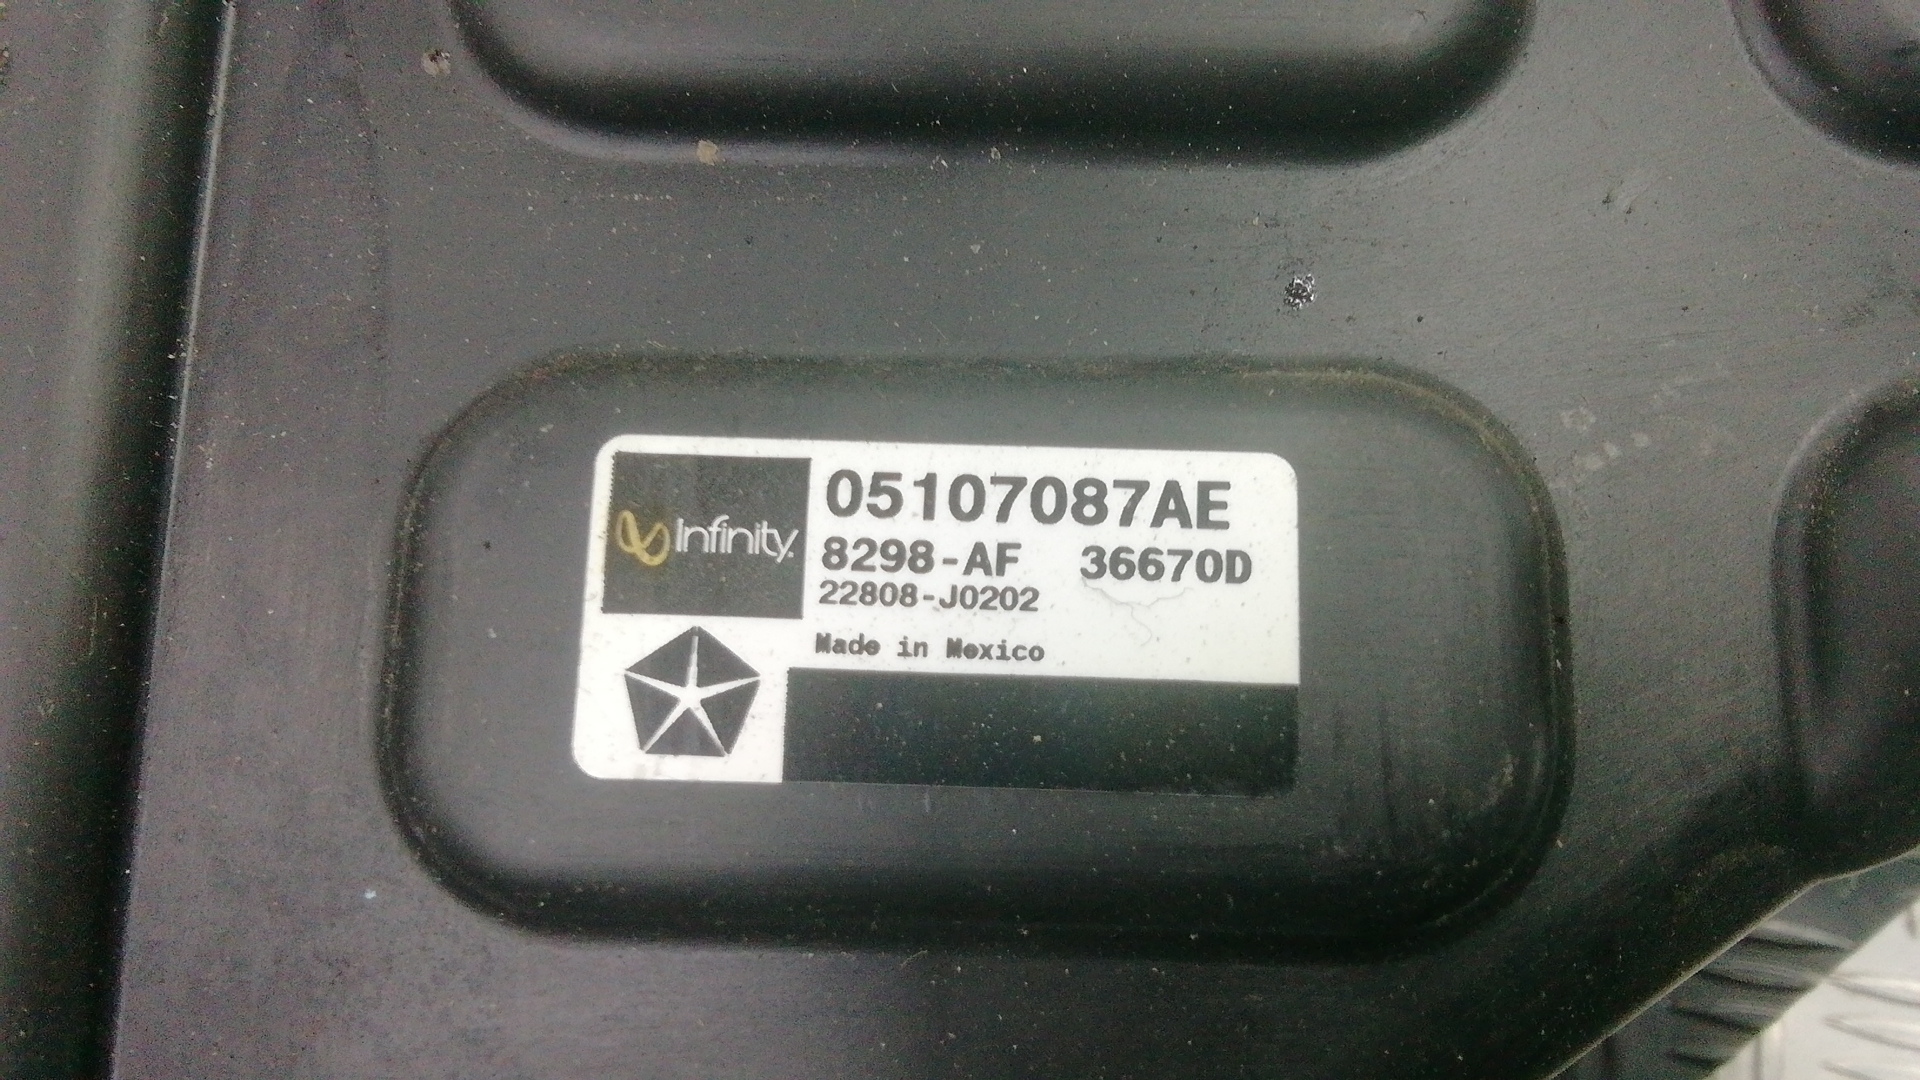 Infinity.
05107087AE
8298-AF 36670D
22808-J0202
Made in Mexico